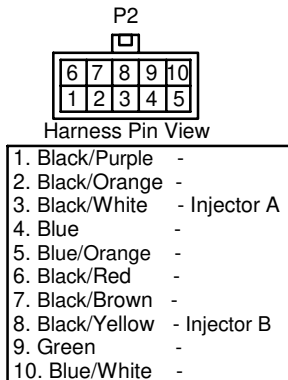 P2
6 7 8 9 10
1 2 3 4 5
Harness Pin View
1. Black/Purple -
2. Black/Orange -
3. Black/White - Injector A
4. Blue -
5. Blue/Orange -
6. Black/Red -
7. Black/Brown -
8. Black/Yellow - Injector B
9. Green -
10. Blue/White -